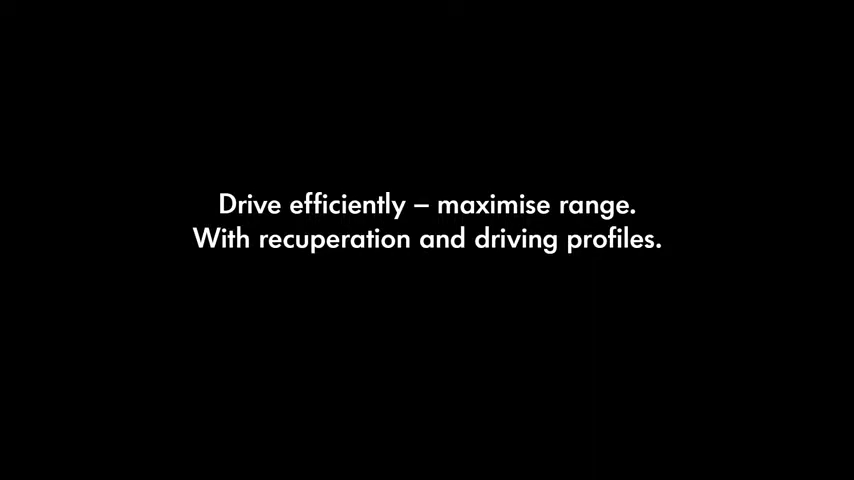 Drive efficiently – maximise range.
With recuperation and driving profiles.